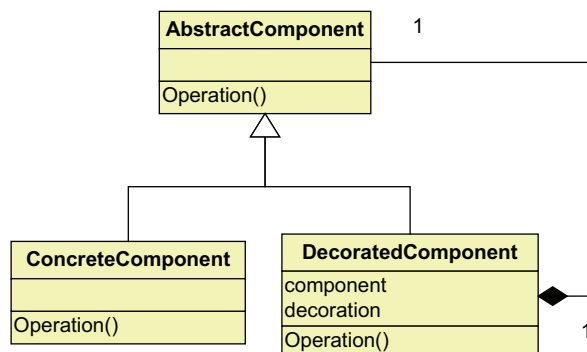 AbstractComponent
1
Operation()
ConcreteComponent
Operation()
DecoratedComponent
component
decoration
Operation()
1